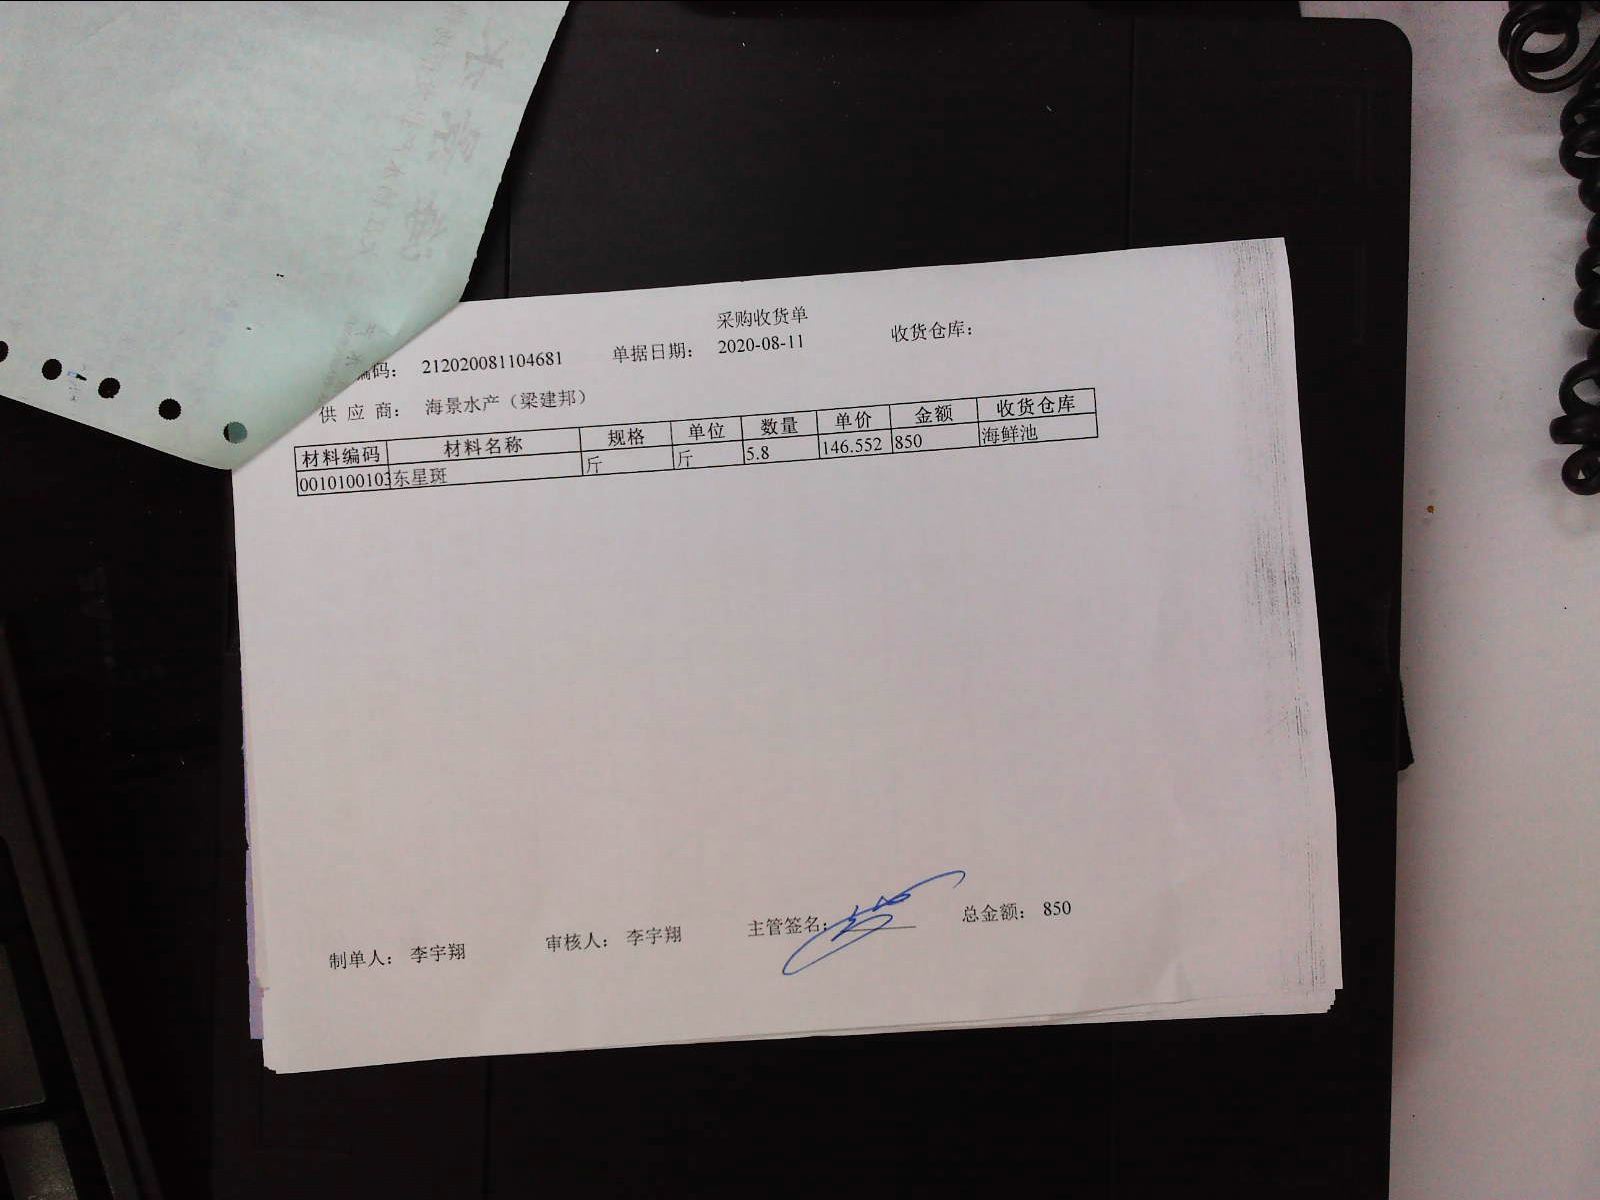 采购收货单
编码： 212020081104681 单据日期： 2020-08-11 收货仓库：
供 应 商： 海景水产（梁建邦）
材料编码 材料名称 规格 单位 数量 单价 金额 收货仓库
0010100103 东星斑 斤 斤 5.8 146.552 850 海鲜池
制单人： 李宇翔 审核人： 李宇翔 主管签名： 总金额： 850